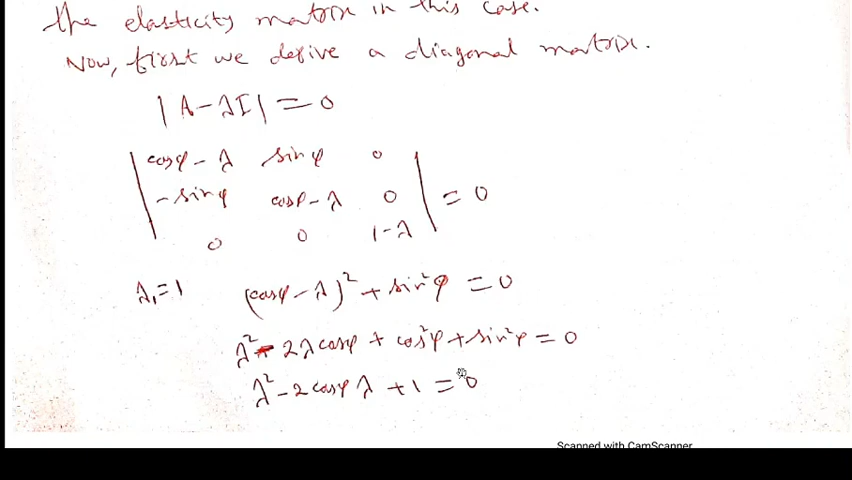 the elasticity matrix in this case.
Now, first we derive a diagonal matrix.
|A-λI| = 0
| cosφ-λ sinφ 0 |
| -sinφ cosφ-λ 0 | = 0
| 0 0 1-λ |
λ₁=1 (cosφ-λ)² + sin²φ = 0
λ² - 2λcosφ + cos²φ + sin²φ = 0
λ² - 2cosφ λ + 1 = 0
Scanned with CamScanner